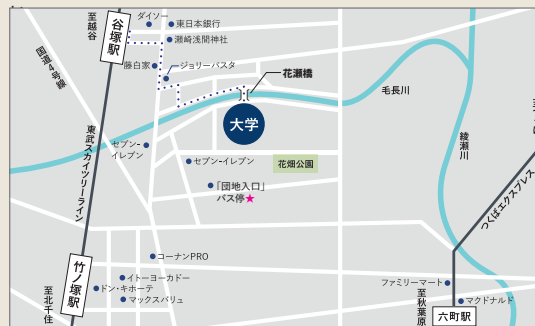 至越谷
谷塚駅
ダイソー
東日本銀行
瀬崎浅間神社
国道4号線
藤白家
ジョリーパスタ
花瀬橋
毛長川
大学
綾瀬川
東武スカイツリーライン
セブン-
イレブン
セブン-イレブン
花畑公園
「団地入口」
バス停★
つくばエクスプレス
コーナンPRO
竹ノ塚駅
イトーヨーカドー
ドン・キホーテ
マックスバリュ
至北千住
ファミリーマート
至秋葉原
マクドナルド
六町駅